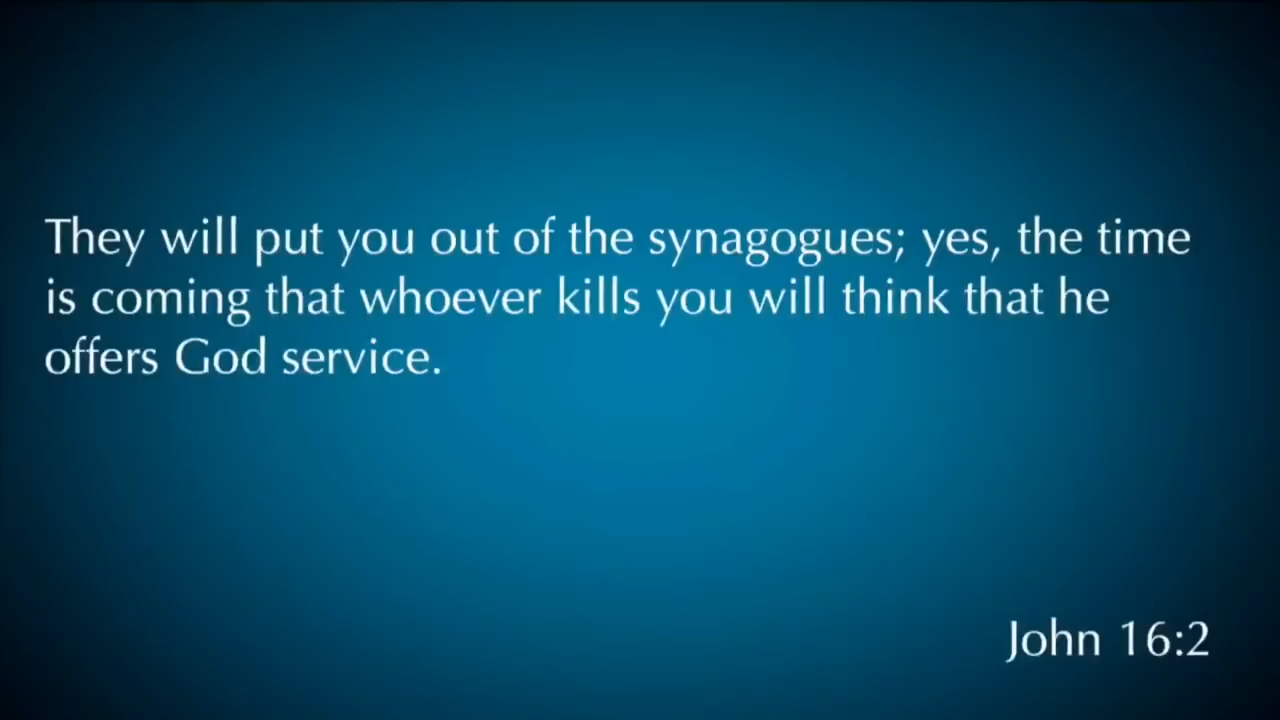 They will put you out of the synagogues; yes, the time
is coming that whoever kills you will think that he
offers God service.
John 16:2